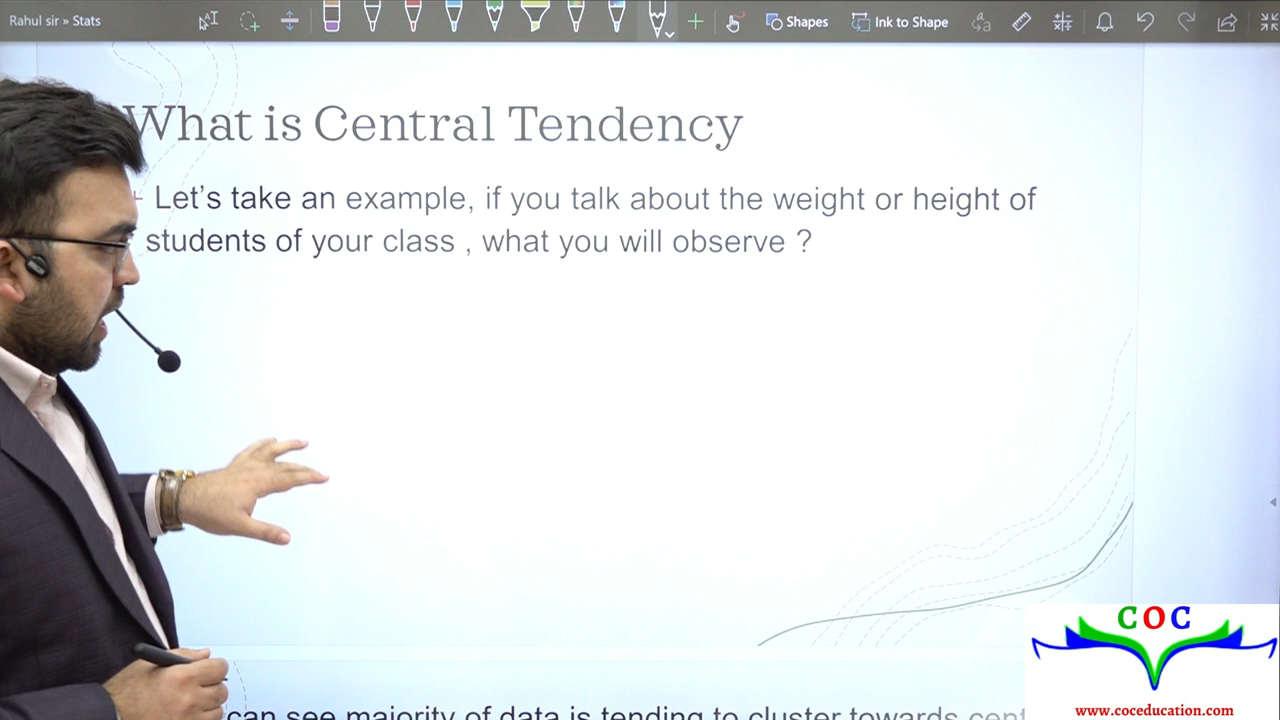 Rahul sir » Stats
Shapes
Ink to Shape
What is Central Tendency
Let's take an example, if you talk about the weight or height of
students of your class , what you will observe ?
can see majority of data is tending to cluster towards cent
COC
www.coceducation.com